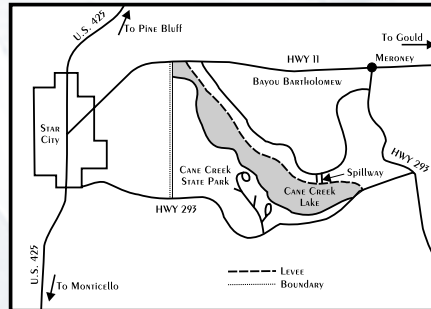 U.S. 425
To Pine Bluff
To Gould
HWY 11
Meroney
Bayou Bartholomew
Star
City
HWY 293
Cane Creek
State Park
Spillway
Cane Creek
Lake
HWY 293
U.S. 425
To Monticello
Levee
Boundary